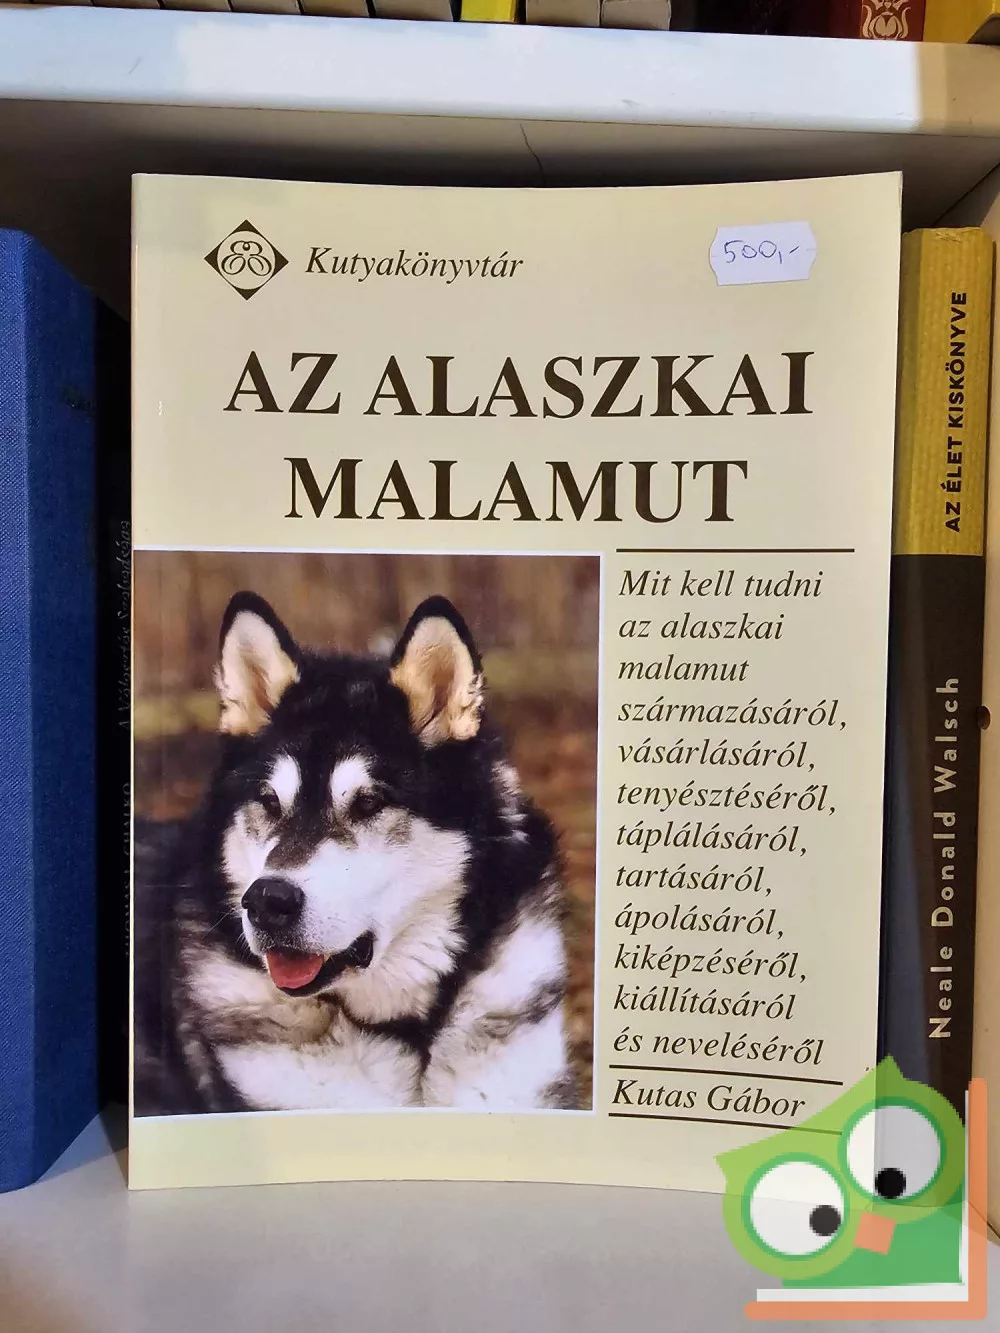 Kutyakönyvtár
500,-
AZ ALASZKAI
MALAMUT
Mit kell tudni
az alaszkai
malamut
származásáról,
vásárlásáról,
tenyésztéséről,
táplálásáról,
tartásáról,
ápolásáról,
kiképzéséről,
kiállításáról
és neveléséről
Kutas Gábor
Neale Donald Walsch
AZ ÉLET KISKÖNYVE